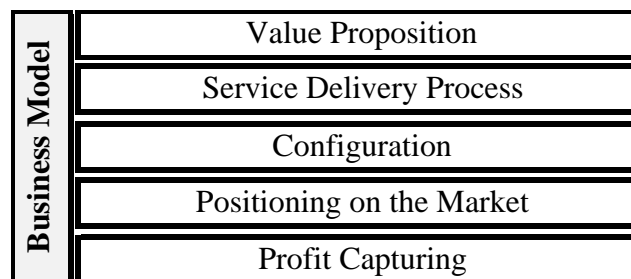 Business Model
Value Proposition
Service Delivery Process
Configuration
Positioning on the Market
Profit Capturing